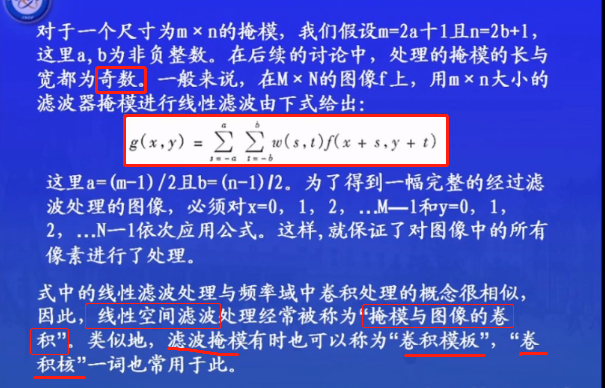 对于一个尺寸为m×n的掩模，我们假设m=2a十1且n=2b+1，
这里a,b为非负整数。在后续的讨论中，处理的掩模的长与
宽都为奇数。一般来说，在M×N的图像f上，用m×n大小的
滤波器掩模进行线性滤波由下式给出：
g(x,y) = \sum_{s=-a}^{a} \sum_{t=-b}^{b} w(s,t)f(x + s,y + t)
这里a=(m-1)/2且b=(n-1)/2。为了得到一幅完整的经过滤
波处理的图像，必须对x=0，1，2，…M—1和y=0，1，
2，…N一1依次应用公式。这样,就保证了对图像中的所有
像素进行了处理。
式中的线性滤波处理与频率域中卷积处理的概念很相似，
因此，线性空间滤波处理经常被称为“掩模与图像的卷
积”。类似地，滤波掩模有时也可以称为“卷积模板”，“卷
积核”一词也常用于此。